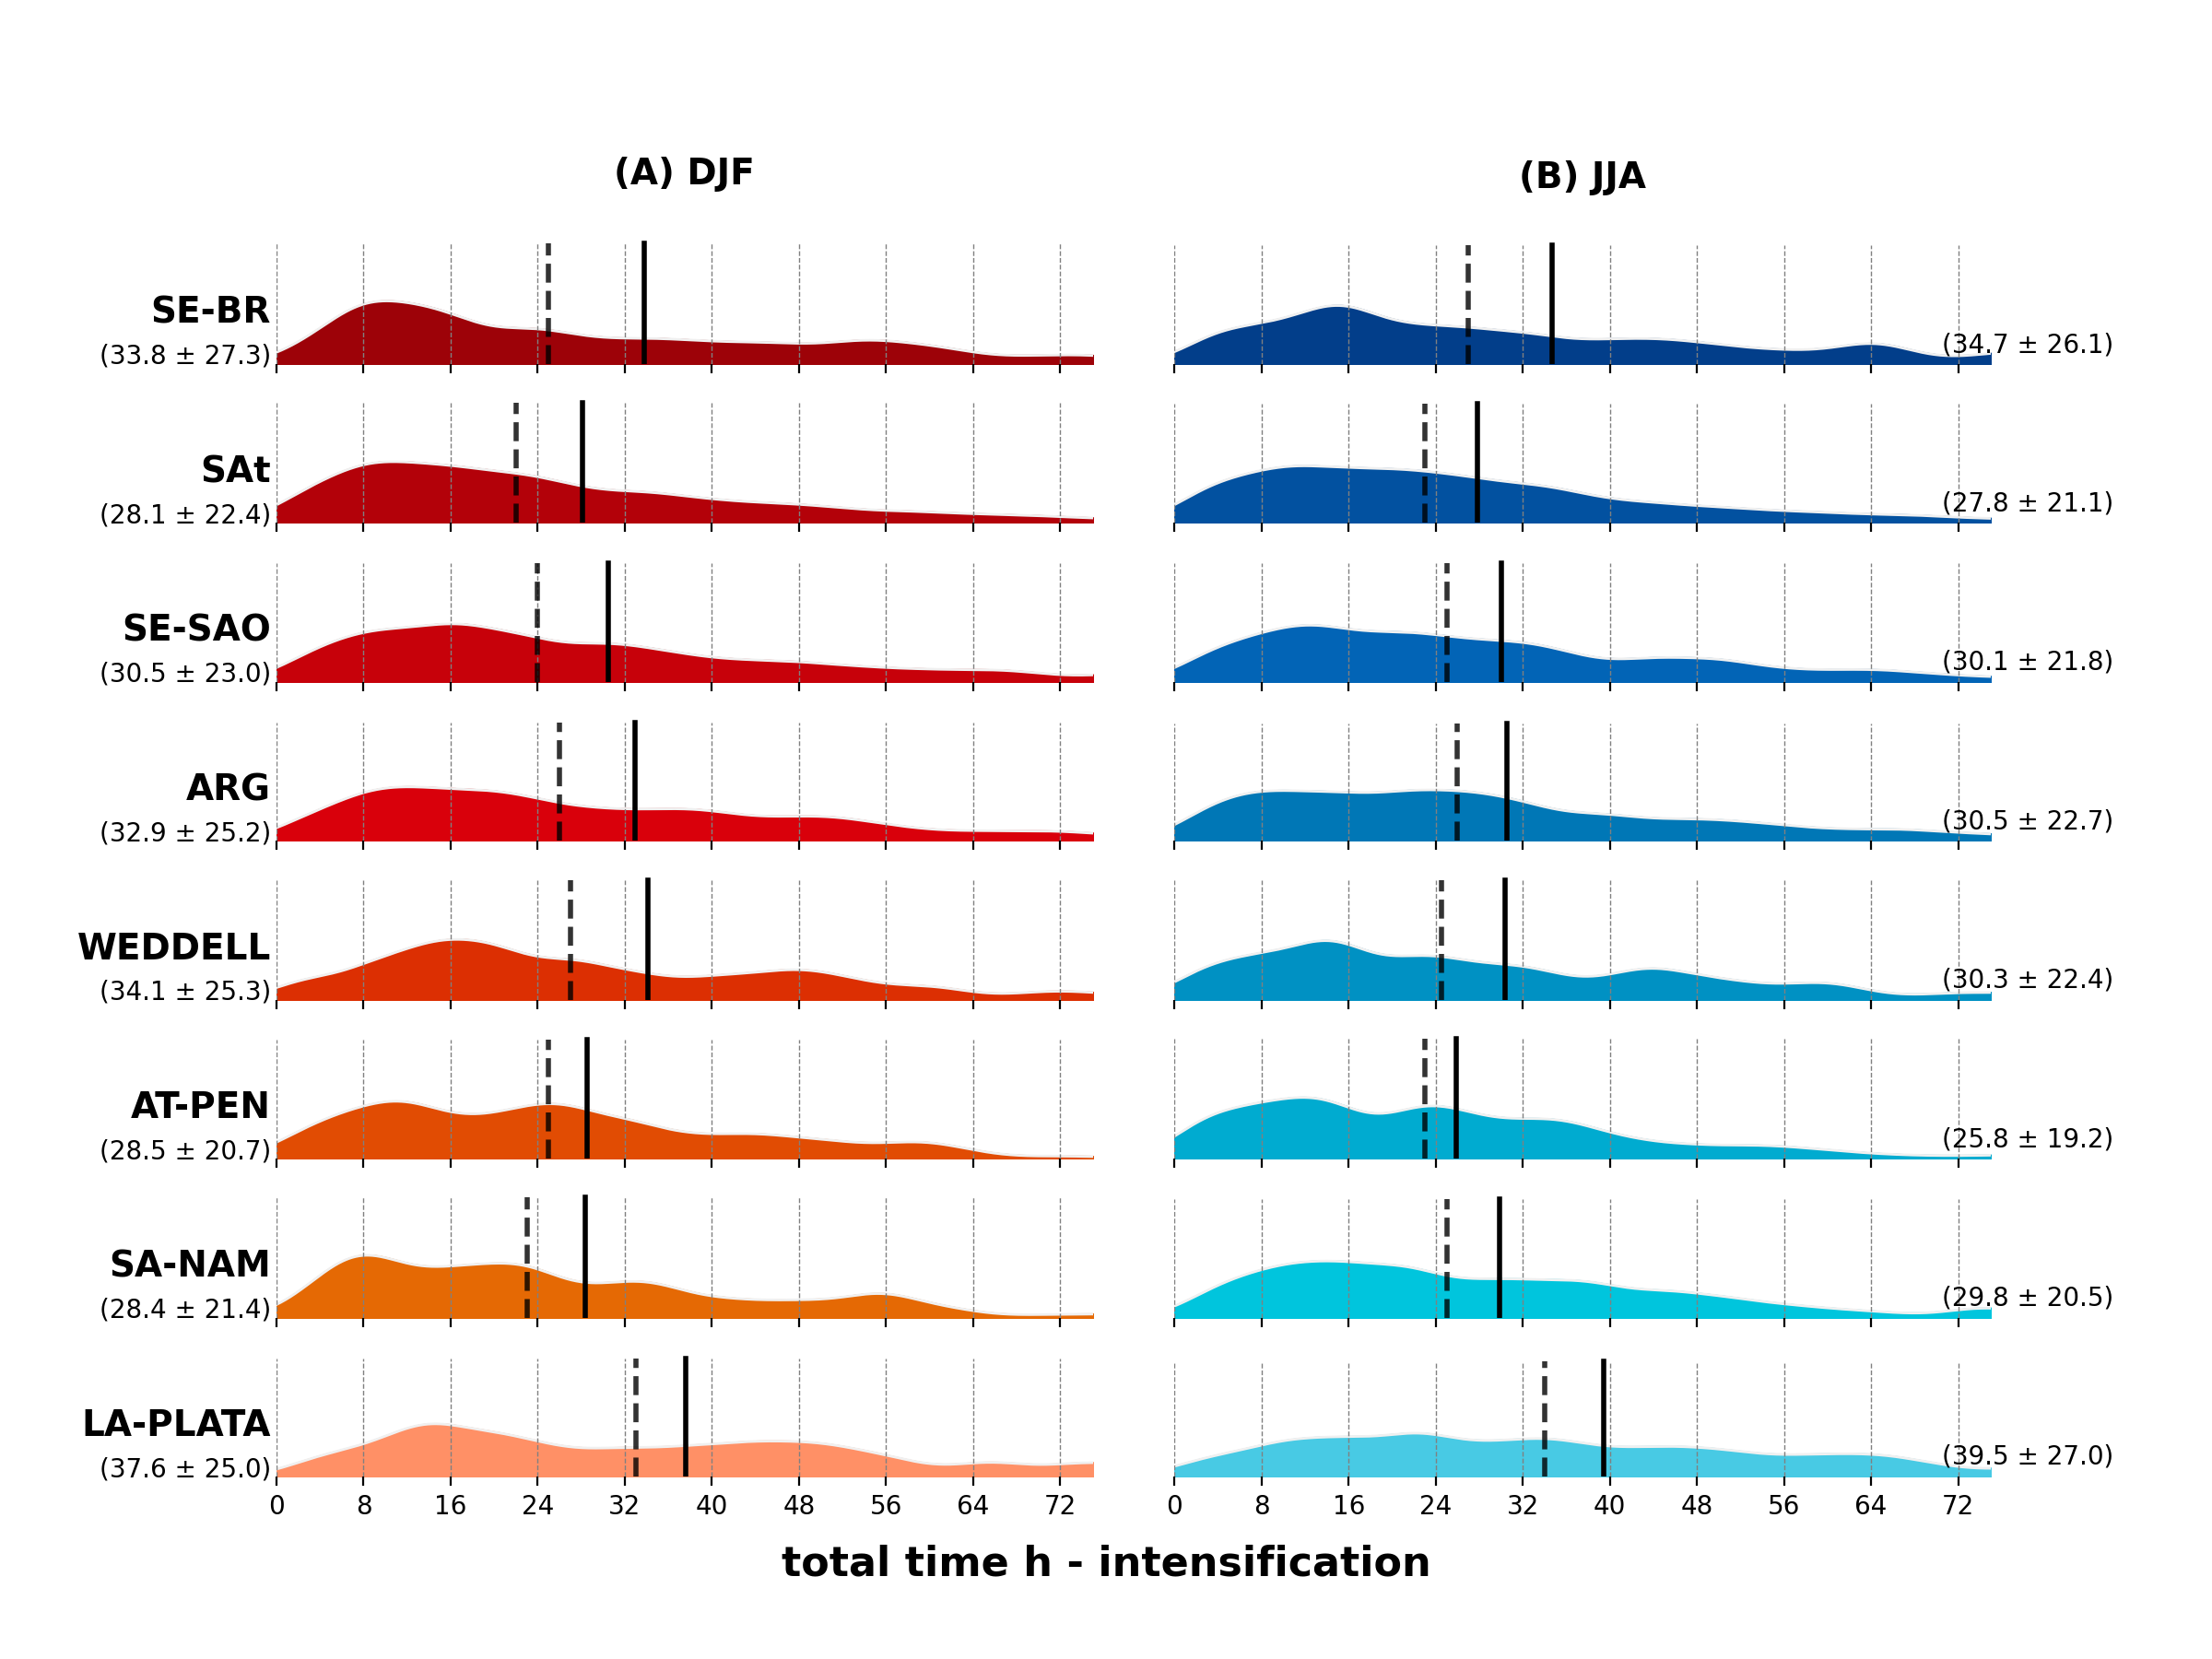 (A) DJF
(B) JJA
SE-BR
(33.8 ± 27.3)
(34.7 ± 26.1)
SAt
(28.1 ± 22.4)
(27.8 ± 21.1)
SE-SAO
(30.5 ± 23.0)
(30.1 ± 21.8)
ARG
(32.9 ± 25.2)
(30.5 ± 22.7)
WEDDELL
(34.1 ± 25.3)
(30.3 ± 22.4)
AT-PEN
(28.5 ± 20.7)
(25.8 ± 19.2)
SA-NAM
(28.4 ± 21.4)
(29.8 ± 20.5)
LA-PLATA
(37.6 ± 25.0)
(39.5 ± 27.0)
0 8 16 24 32 40 48 56 64 72
0 8 16 24 32 40 48 56 64 72
total time h - intensification